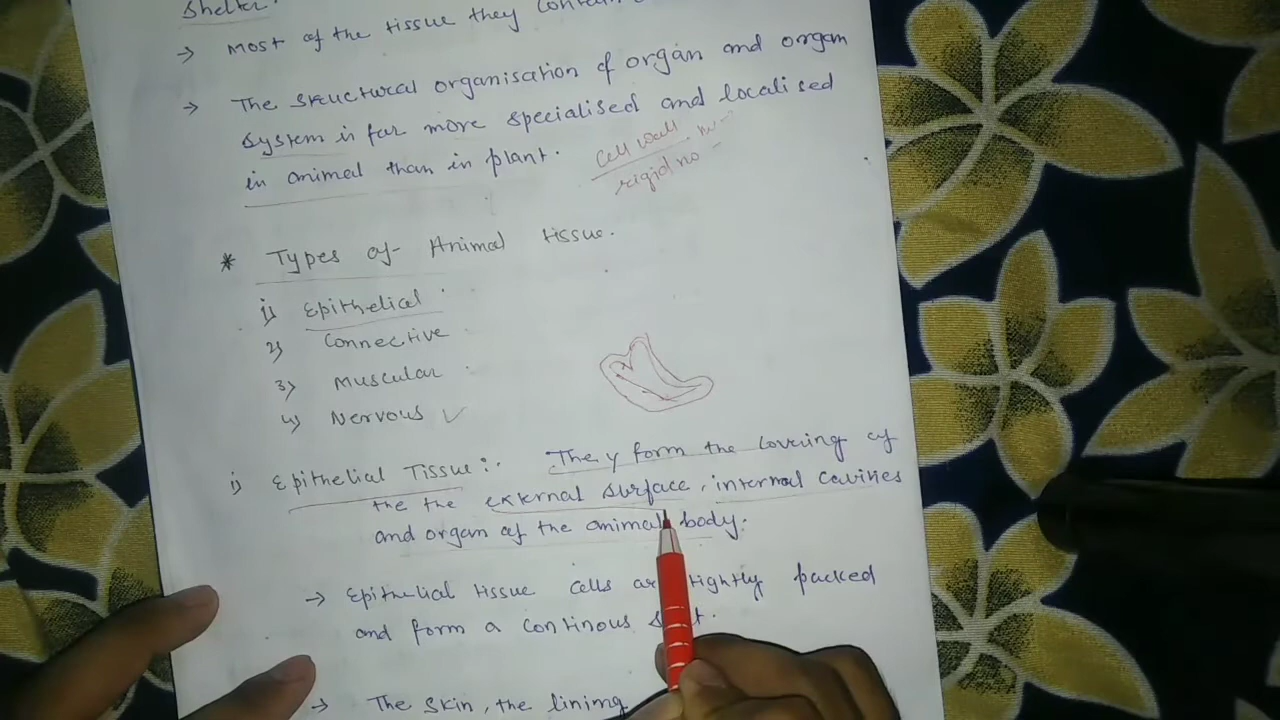 Shelter.
→ Most of the tissue they contain
→ The structural organisation of organ and organ
system is far more specialised and localised
in animal than in plant.
Cell wall
rigid no
* Types of Animal tissue.
1) Epithelial
2) Connective
3) Muscular
4) Nervous ✓
1) Epithelial Tissue:. They form the covering of
the the external surface, internal cavities
and organ of the animal body.
→ Epithelial tissue cells are tightly packed
and form a continous
→ The skin, the lining